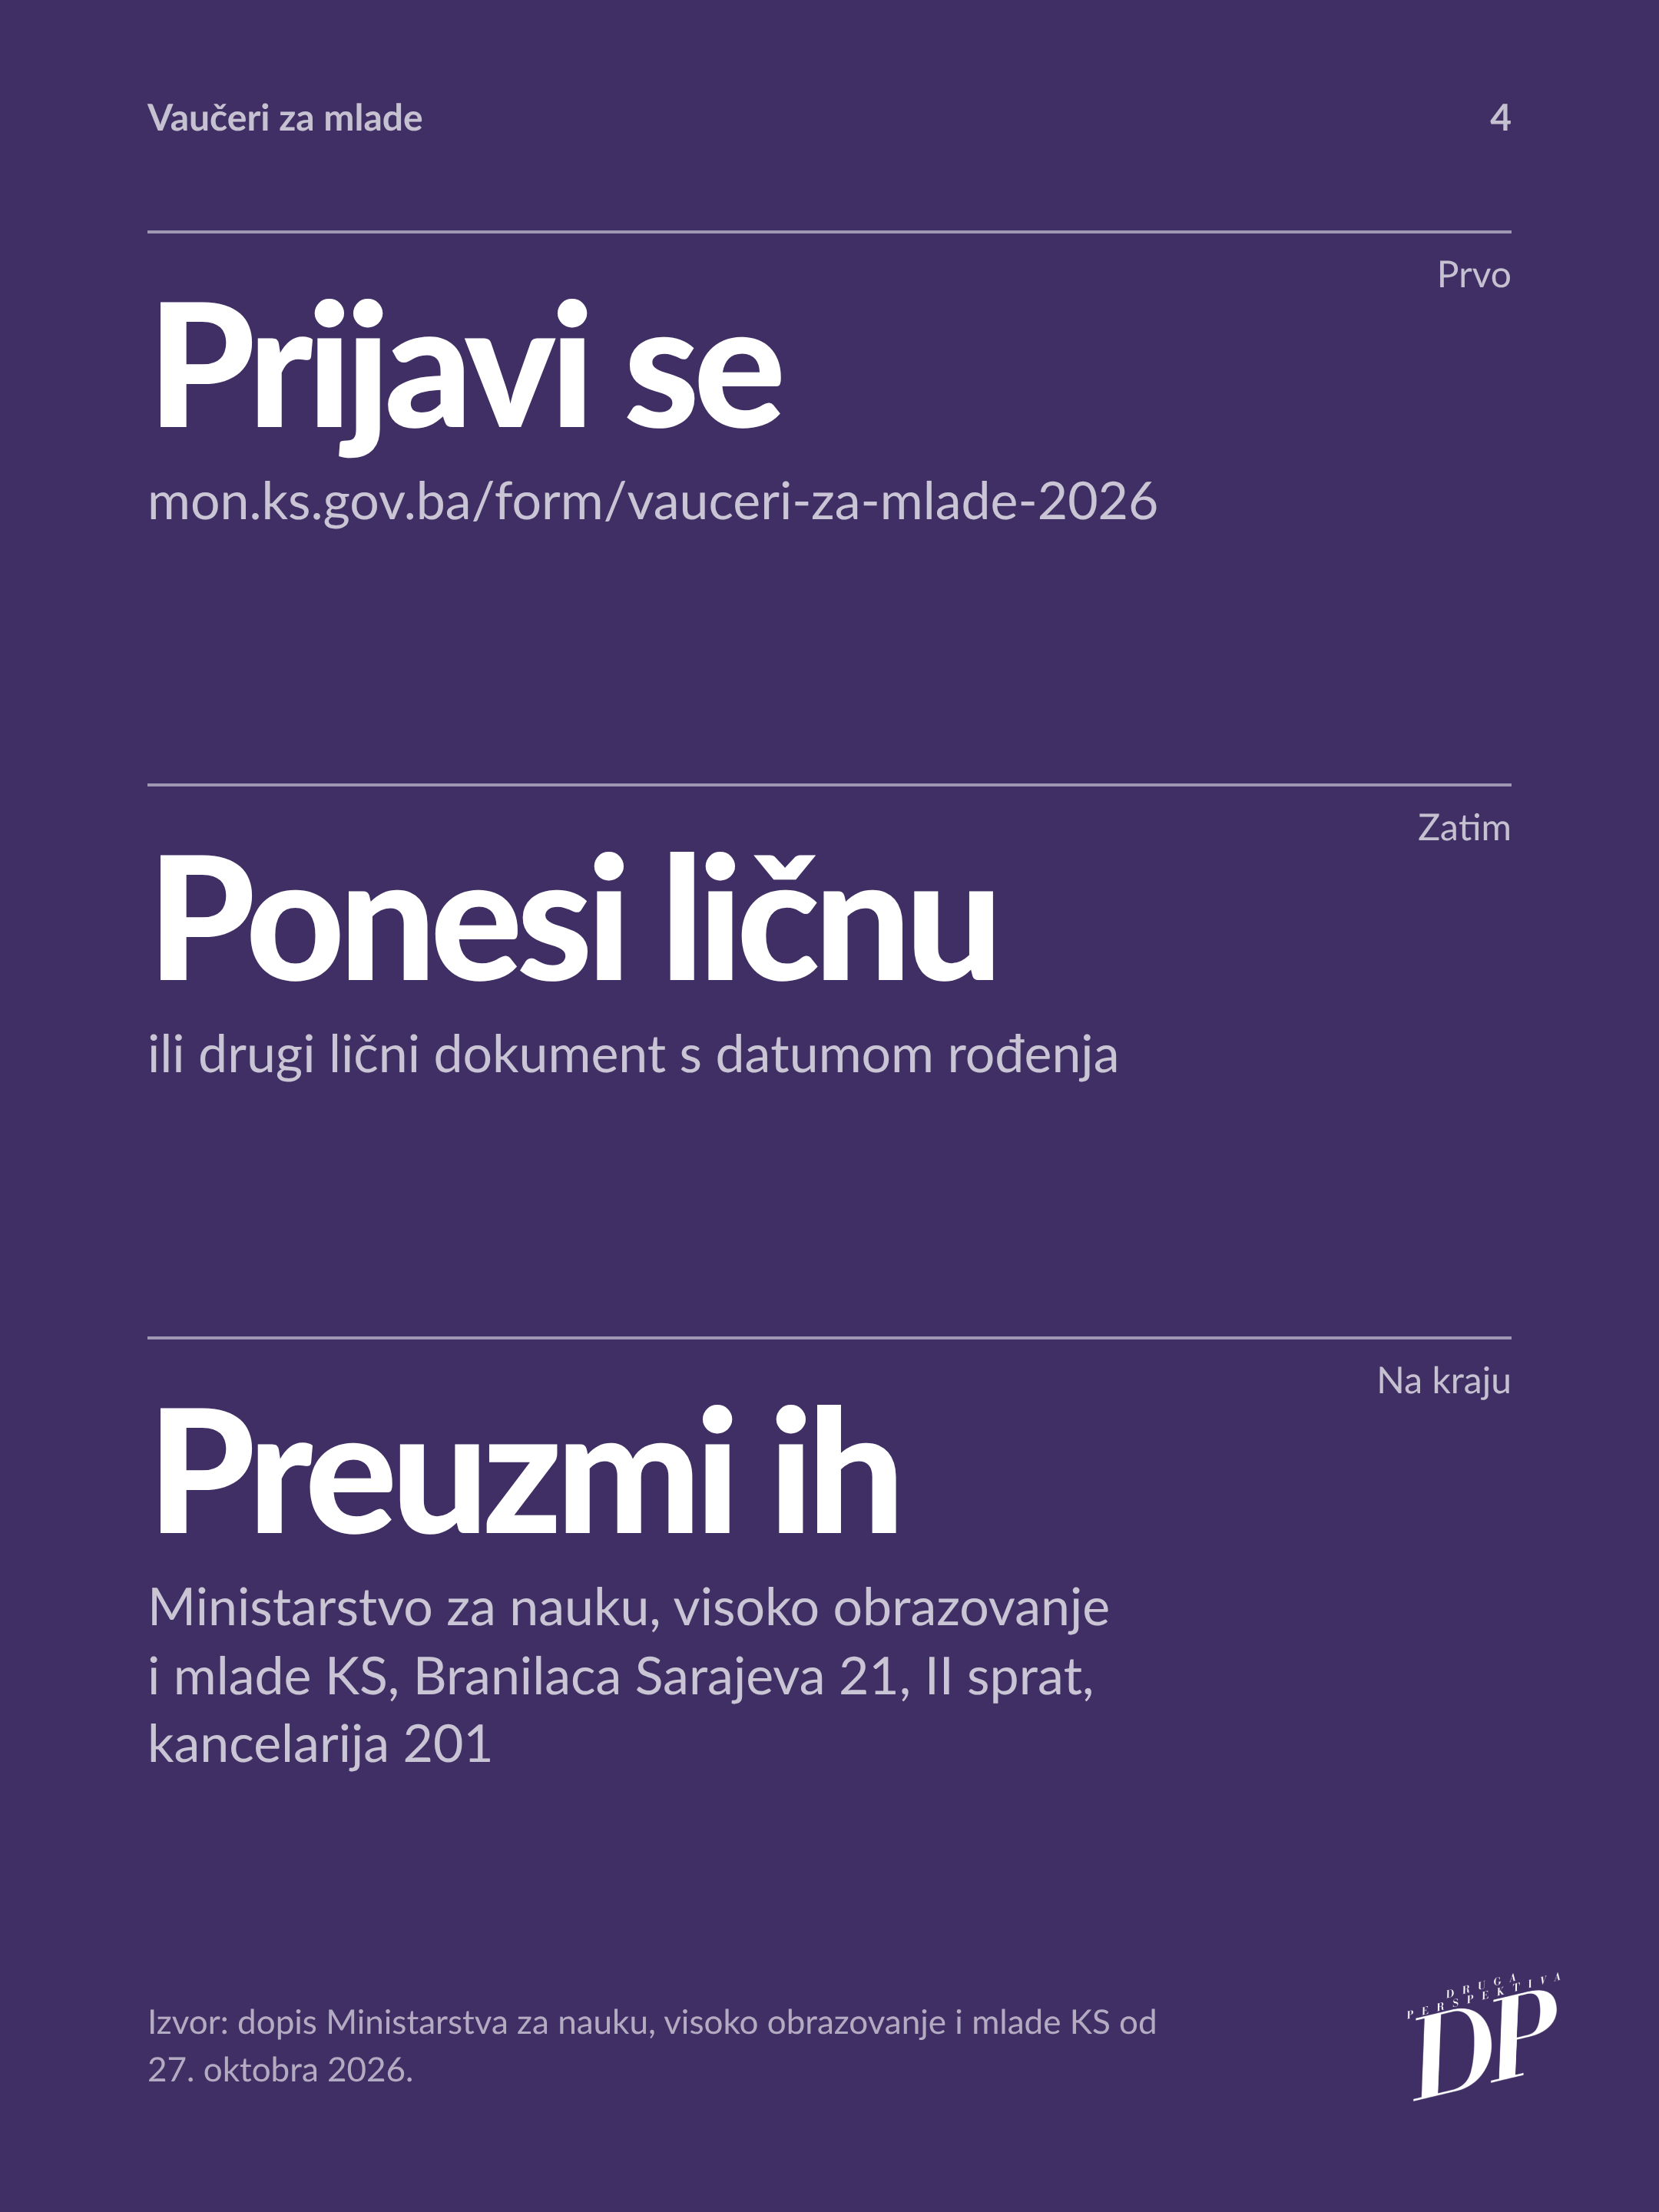 Vaučeri za mlade
4
Prvo
Prijavi se
mon.ks.gov.ba/form/vauceri-za-mlade-2026
Zatim
Ponesi ličnu
ili drugi lični dokument s datumom rođenja
Na kraju
Preuzmi ih
Ministarstvo za nauku, visoko obrazovanje
i mlade KS, Branilaca Sarajeva 21, II sprat,
kancelarija 201
Izvor: dopis Ministarstva za nauku, visoko obrazovanje i mlade KS od
27. oktobra 2026.
DRUGA
PERSPEKTIVA
DP